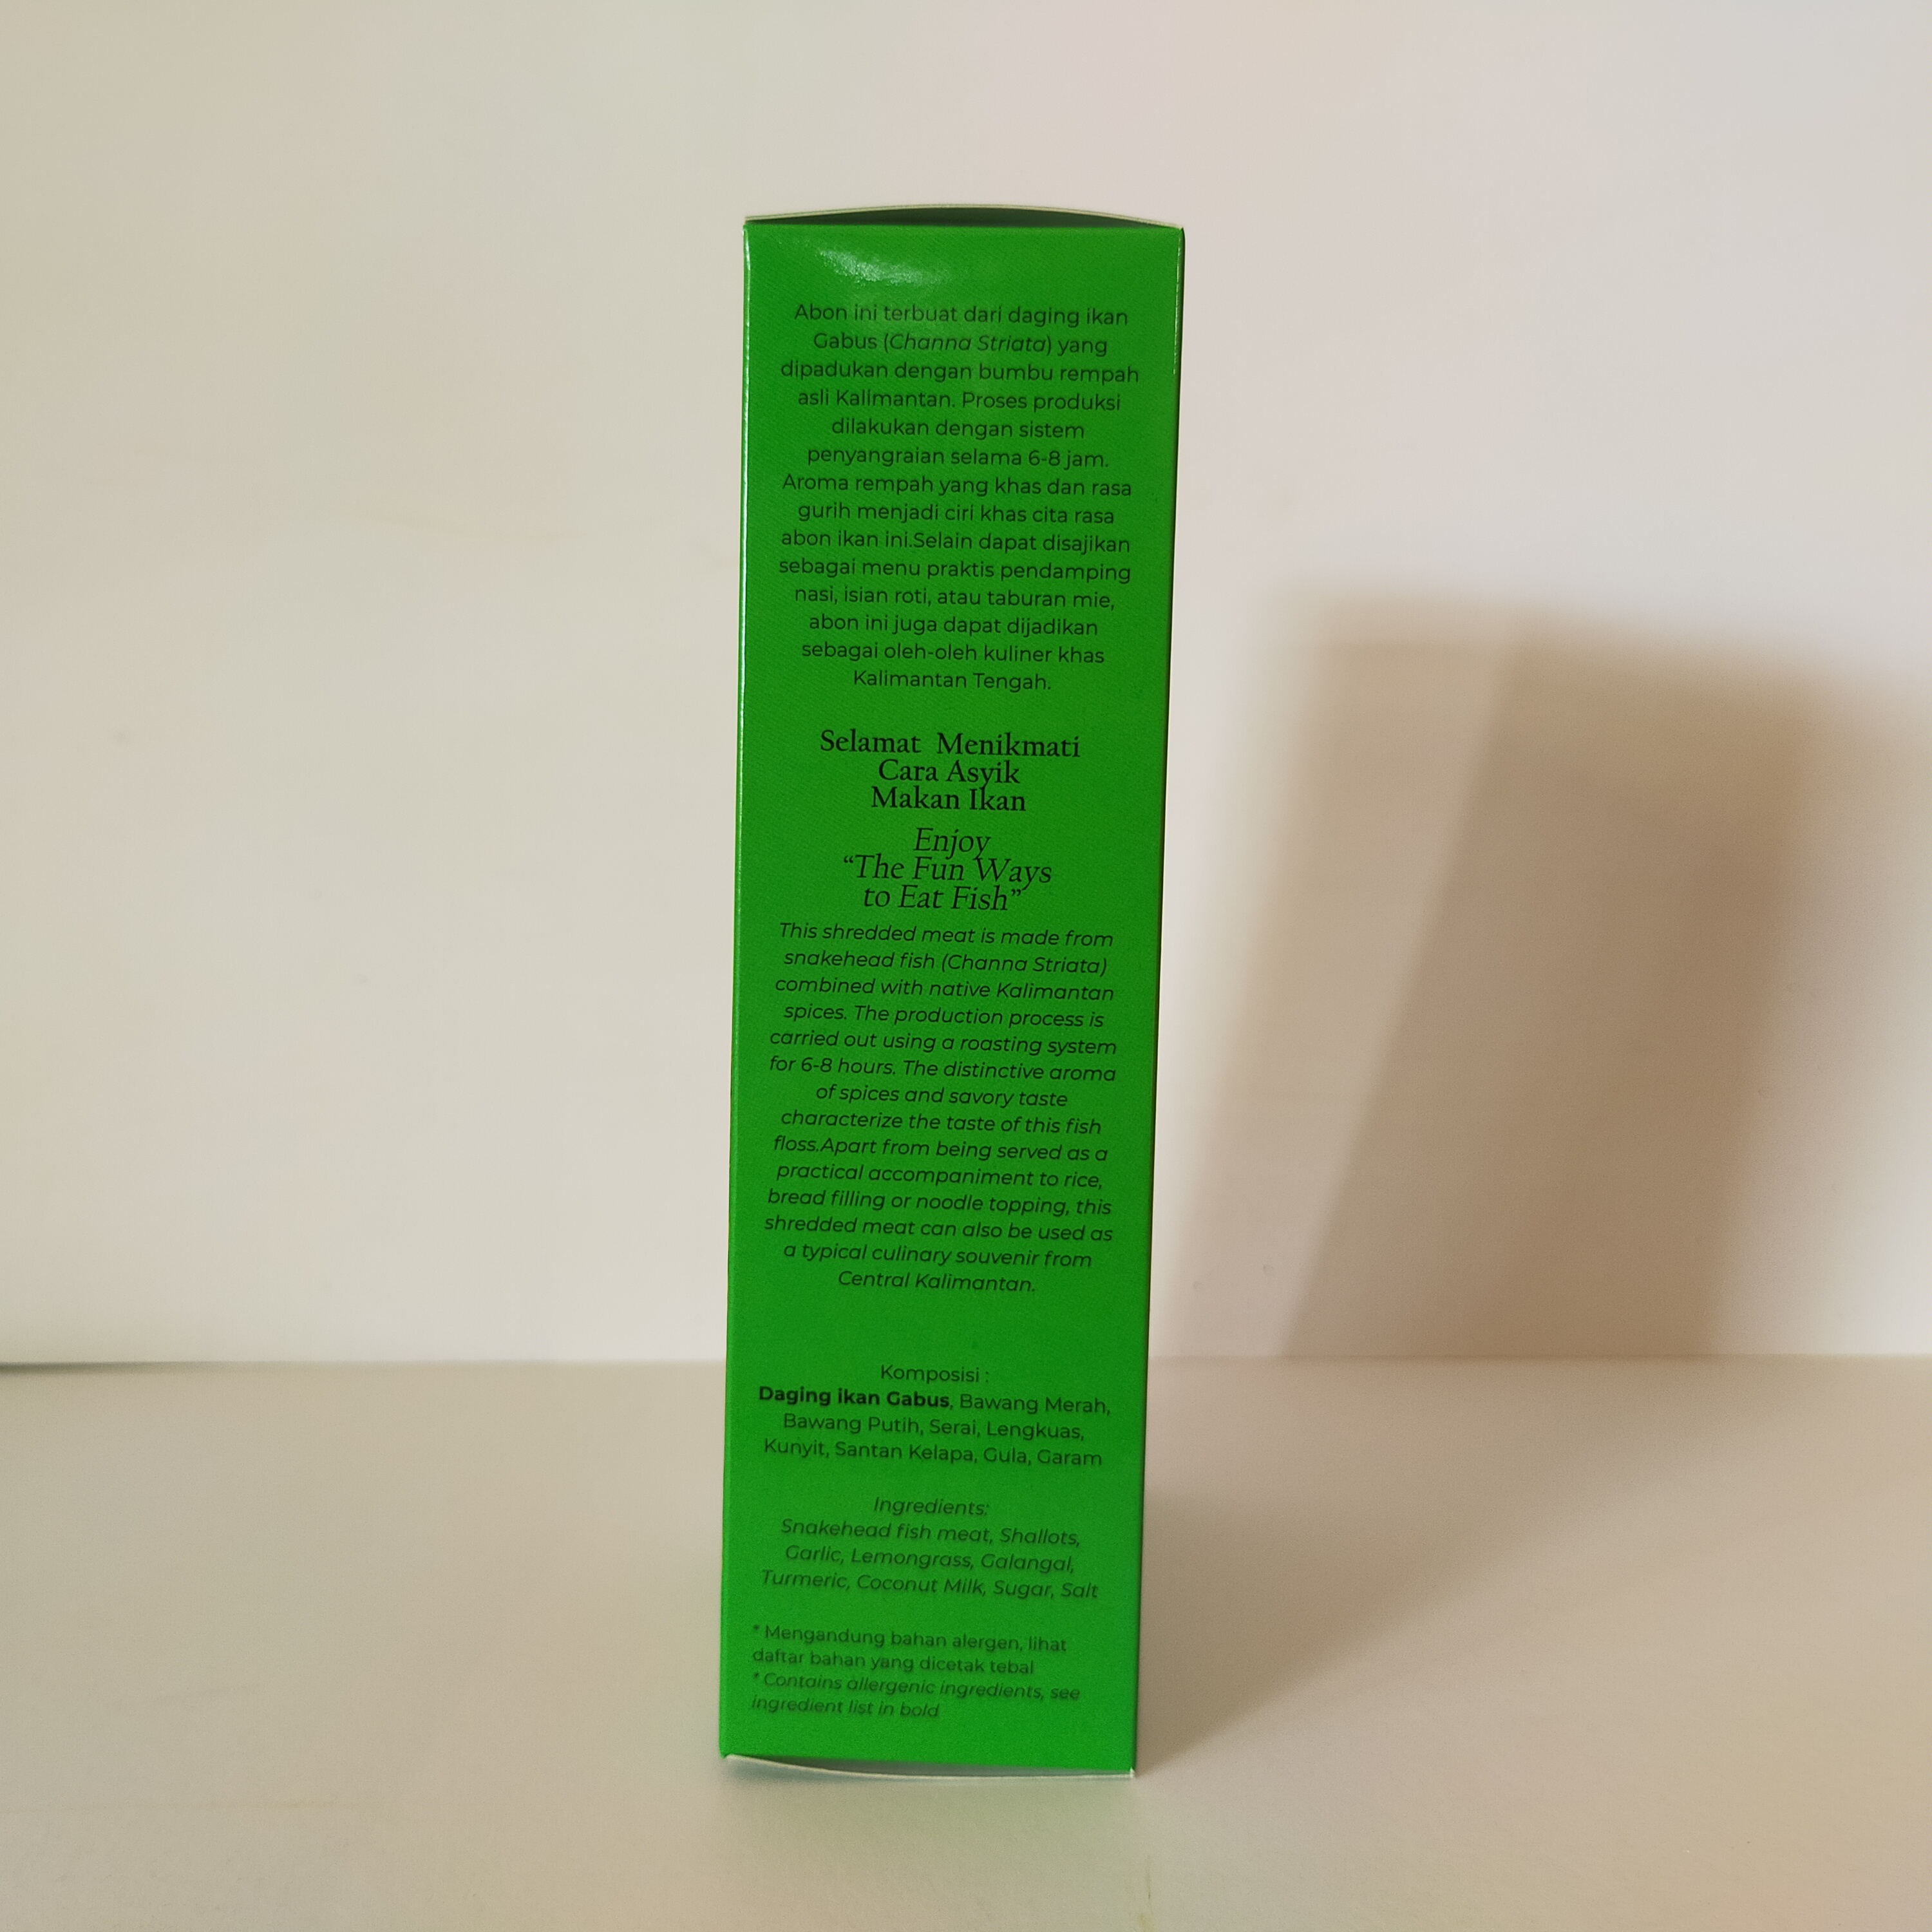 Abon ini terbuat dari daging ikan
Gabus (Channa Striata) yang
dipadukan dengan bumbu rempah
asli Kalimantan. Proses produksi
dilakukan dengan sistem
penyangraian selama 6-8 jam.
Aroma rempah yang khas dan rasa
gurih menjadi ciri khas cita rasa
abon ikan ini.Selain dapat disajikan
sebagai menu praktis pendamping
nasi, isian roti, atau taburan mie,
abon ini juga dapat dijadikan
sebagai oleh-oleh kuliner khas
Kalimantan Tengah.
Selamat Menikmati
Cara Asyik
Makan Ikan
Enjoy
“The Fun Ways
to Eat Fish”
This shredded meat is made from
snakehead fish (Channa Striata)
combined with native Kalimantan
spices. The production process is
carried out using a roasting system
for 6-8 hours. The distinctive aroma
of spices and savory taste
characterize the taste of this fish
floss.Apart from being served as a
practical accompaniment to rice,
bread filling or noodle topping, this
shredded meat can also be used as
a typical culinary souvenir from
Central Kalimantan.
Komposisi :
Daging ikan Gabus, Bawang Merah,
Bawang Putih, Serai, Lengkuas,
Kunyit, Santan Kelapa, Gula, Garam
Ingredients:
Snakehead fish meat, Shallots,
Garlic, Lemongrass, Galangal,
Turmeric, Coconut Milk, Sugar, Salt
* Mengandung bahan alergen, lihat
daftar bahan yang dicetak tebal
* Contains allergenic ingredients, see
ingredient list in bold